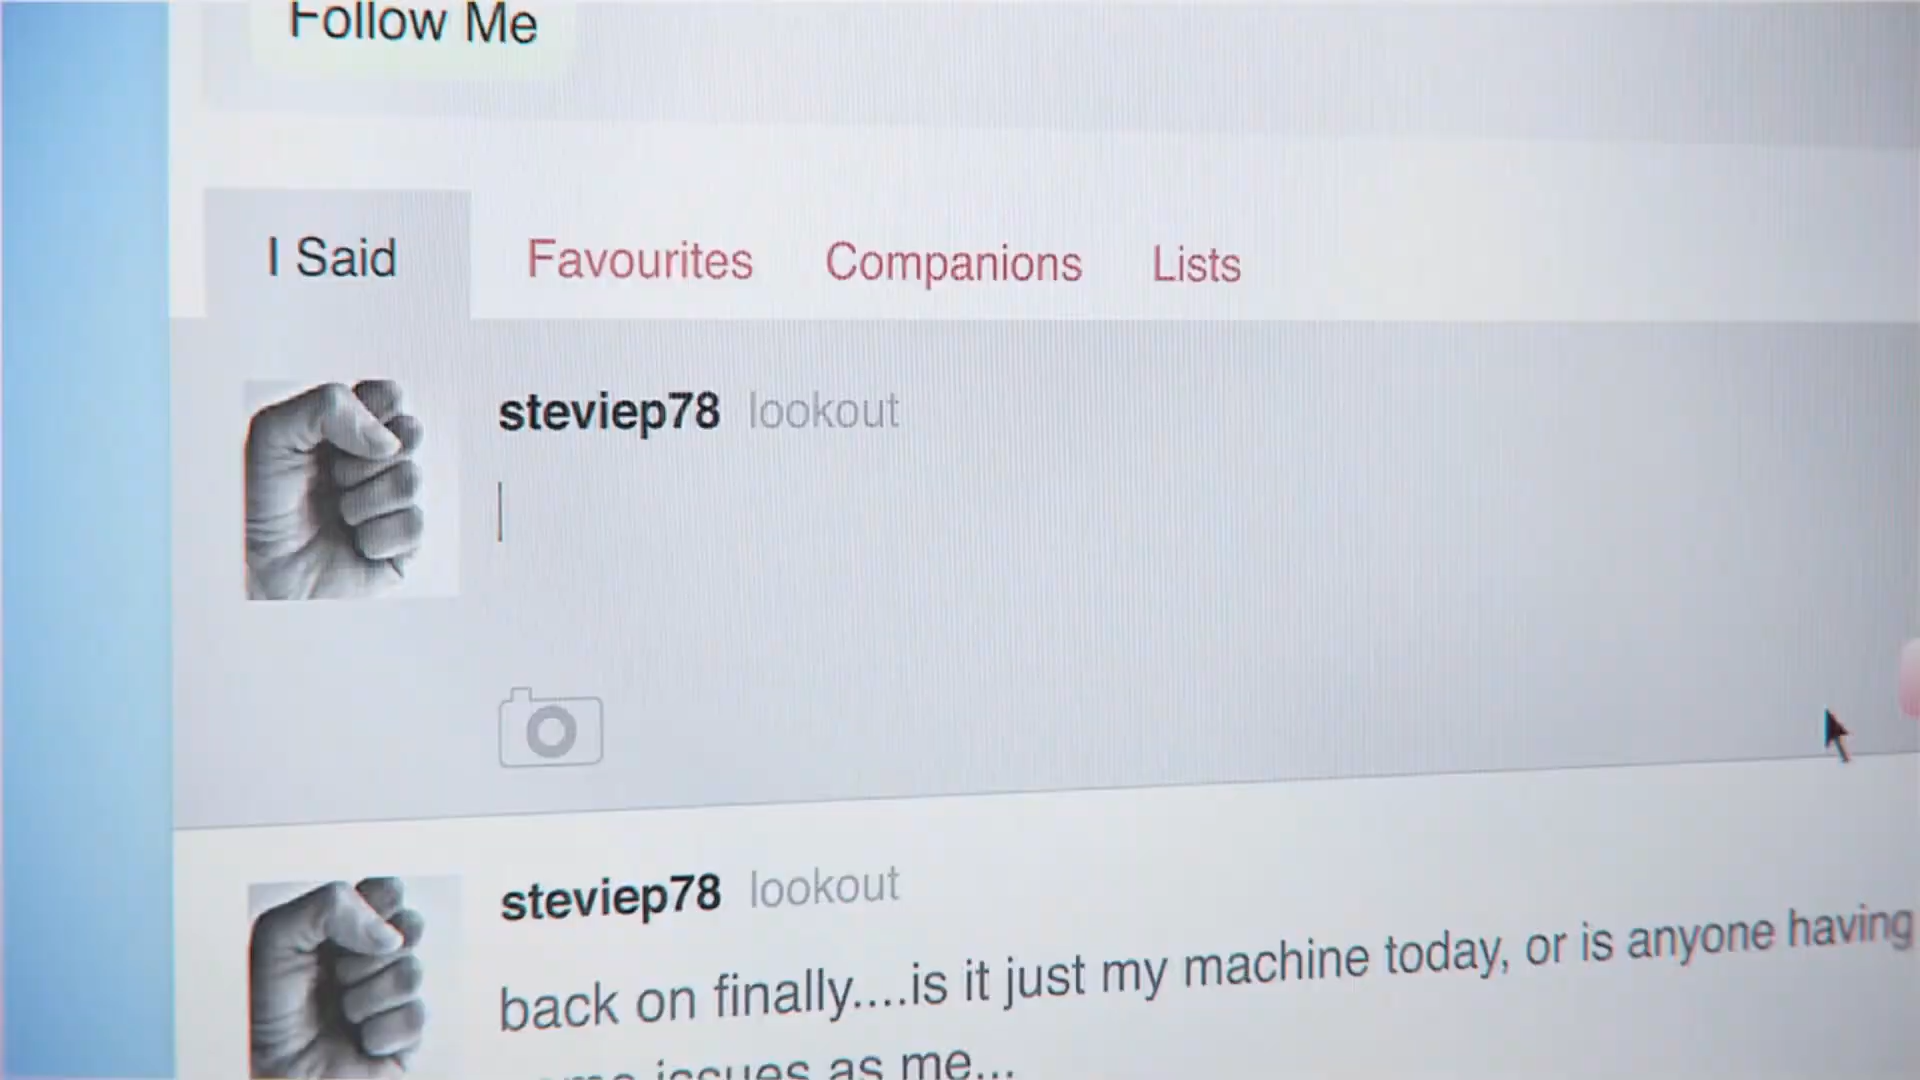 Follow Me
I Said Favourites Companions Lists
steviep78 lookout
steviep78 lookout
back on finally....is it just my machine today, or is anyone having
issues as me...